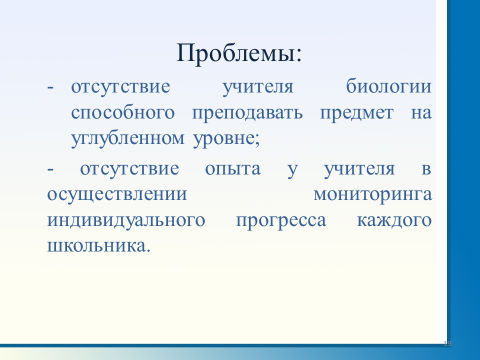 Проблемы:
- отсутствие учителя биологии
способного преподавать предмет на
углубленном уровне;
- отсутствие опыта у учителя в
осуществлении мониторинга
индивидуального прогресса каждого
школьника.